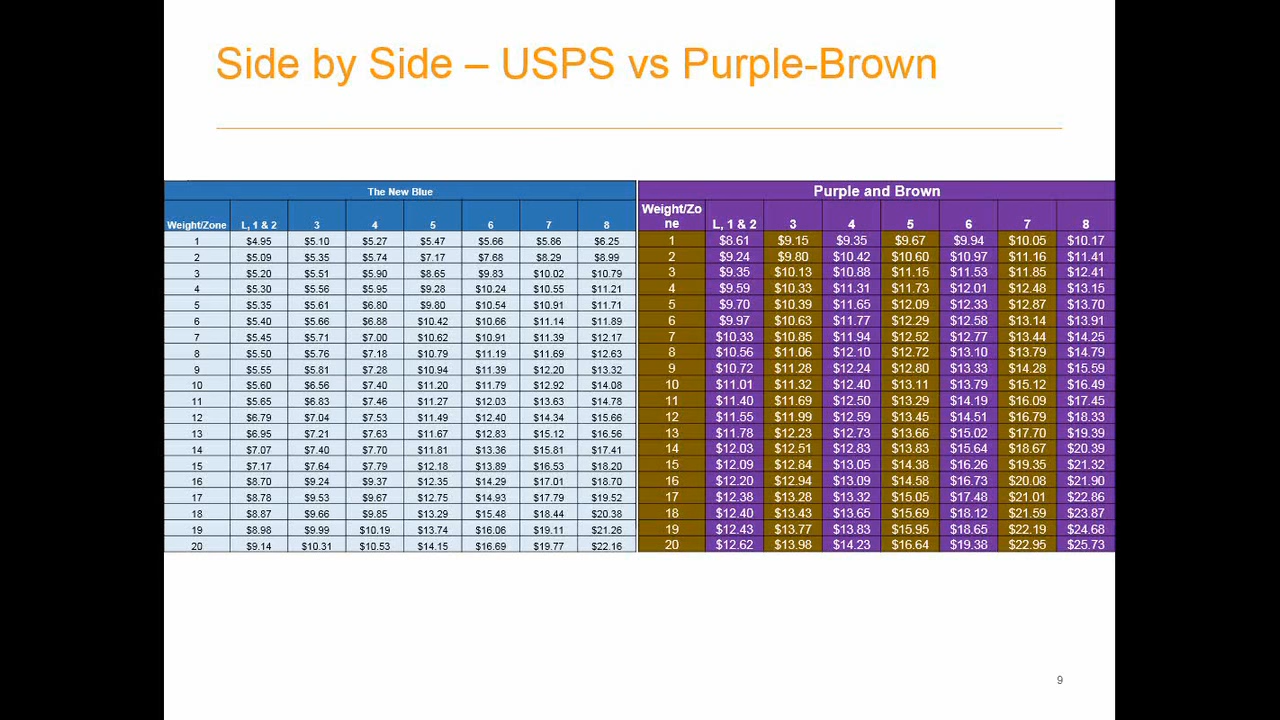 Side by Side – USPS vs Purple-Brown
The New Blue
Weight/Zone L, 1 & 2 3 4 5 6 7 8
1 $4.95 $5.10 $5.27 $5.47 $5.66 $5.86 $6.25
2 $5.09 $5.35 $5.74 $7.17 $7.68 $8.29 $8.99
3 $5.20 $5.51 $5.90 $8.65 $9.83 $10.02 $10.79
4 $5.30 $5.56 $5.95 $9.28 $10.24 $10.55 $11.21
5 $5.35 $5.61 $6.80 $9.80 $10.54 $10.91 $11.71
6 $5.40 $5.66 $6.88 $10.42 $10.66 $11.14 $11.89
7 $5.45 $5.71 $7.00 $10.62 $10.91 $11.39 $12.17
8 $5.50 $5.76 $7.18 $10.79 $11.19 $11.69 $12.63
9 $5.55 $5.81 $7.28 $10.94 $11.39 $12.20 $13.32
10 $5.60 $6.56 $7.40 $11.20 $11.79 $12.92 $14.08
11 $5.65 $6.83 $7.46 $11.27 $12.03 $13.63 $14.78
12 $6.79 $7.04 $7.53 $11.49 $12.40 $14.34 $15.66
13 $6.95 $7.21 $7.63 $11.67 $12.83 $15.12 $16.56
14 $7.07 $7.40 $7.70 $11.81 $13.36 $15.81 $17.41
15 $7.17 $7.64 $7.79 $12.18 $13.89 $16.53 $18.20
16 $8.70 $9.24 $9.37 $12.35 $14.29 $17.01 $18.70
17 $8.78 $9.53 $9.67 $12.75 $14.93 $17.79 $19.52
18 $8.87 $9.66 $9.85 $13.29 $15.48 $18.44 $20.38
19 $8.98 $9.99 $10.19 $13.74 $16.06 $19.11 $21.26
20 $9.14 $10.31 $10.53 $14.15 $16.69 $19.77 $22.16
Purple and Brown
Weight/Zo
ne L, 1 & 2 3 4 5 6 7 8
1 $8.61 $9.15 $9.35 $9.67 $9.94 $10.05 $10.17
2 $9.24 $9.80 $10.42 $10.60 $10.97 $11.16 $11.41
3 $9.35 $10.13 $10.88 $11.15 $11.53 $11.85 $12.41
4 $9.59 $10.33 $11.31 $11.73 $12.01 $12.48 $13.15
5 $9.70 $10.39 $11.65 $12.09 $12.33 $12.87 $13.70
6 $9.97 $10.63 $11.77 $12.29 $12.58 $13.14 $13.91
7 $10.33 $10.85 $11.94 $12.52 $12.77 $13.44 $14.25
8 $10.56 $11.06 $12.10 $12.72 $13.10 $13.79 $14.79
9 $10.72 $11.28 $12.24 $12.80 $13.33 $14.28 $15.59
10 $11.01 $11.32 $12.40 $13.11 $13.79 $15.12 $16.49
11 $11.40 $11.69 $12.50 $13.29 $14.19 $16.09 $17.45
12 $11.55 $11.99 $12.59 $13.45 $14.51 $16.79 $18.33
13 $11.78 $12.23 $12.73 $13.66 $15.02 $17.70 $19.39
14 $12.03 $12.51 $12.83 $13.83 $15.64 $18.67 $20.39
15 $12.09 $12.84 $13.05 $14.38 $16.26 $19.35 $21.32
16 $12.20 $12.94 $13.09 $14.58 $16.73 $20.08 $21.90
17 $12.38 $13.28 $13.32 $15.05 $17.48 $21.01 $22.86
18 $12.40 $13.43 $13.65 $15.69 $18.12 $21.59 $23.87
19 $12.43 $13.77 $13.83 $15.95 $18.65 $22.19 $24.68
20 $12.62 $13.98 $14.23 $16.64 $19.38 $22.95 $25.73
9